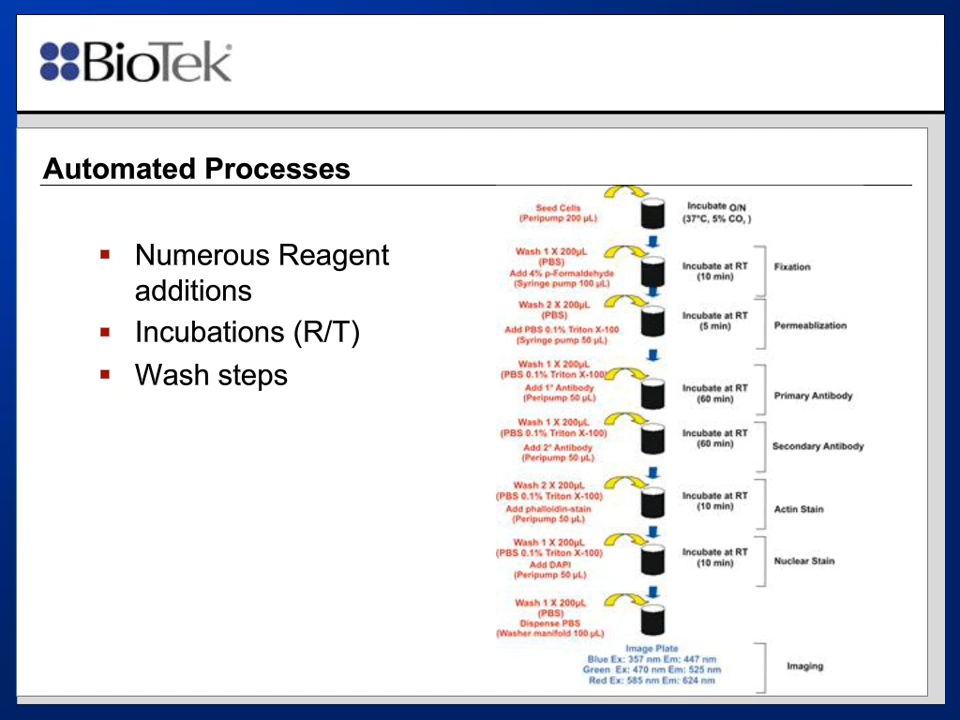 BioTek
Automated Processes
Numerous Reagent
additions
Incubations (R/T)
Wash steps
Seed Cells
(Peripump 200 µL)
Incubate O/N
(37°C, 5% CO₂ )
Wash 1 X 200µL
(PBS)
Add 4% p-Formaldehyde
(Syringe pump 100 µL)
Incubate at RT
(10 min)
Fixation
Wash 2 X 200µL
(PBS)
Add PBS 0.1% Triton X-100
(Syringe pump 50 µL)
Incubate at RT
(5 min)
Permeablization
Wash 1 X 200µL
(PBS 0.1% Triton X-100)
Add 1° Antibody
(Peripump 50 µL)
Incubate at RT
(60 min)
Primary Antibody
Wash 1 X 200µL
(PBS 0.1% Triton X-100)
Add 2° Antibody
(Peripump 50 µL)
Incubate at RT
(60 min)
Secondary Antibody
Wash 2 X 200µL
(PBS 0.1% Triton X-100)
Add phalloidin-stain
(Peripump 50 µL)
Incubate at RT
(10 min)
Actin Stain
Wash 1 X 200µL
(PBS 0.1% Triton X-100)
Add DAPI
(Peripump 50 µL)
Incubate at RT
(10 min)
Nuclear Stain
Wash 1 X 200µL
(PBS)
Dispense PBS
(Washer manifold 100 µL)
Image Plate
Blue Ex: 357 nm Em: 447 nm
Green Ex: 470 nm Em: 525 nm
Red Ex: 585 nm Em: 624 nm
Imaging